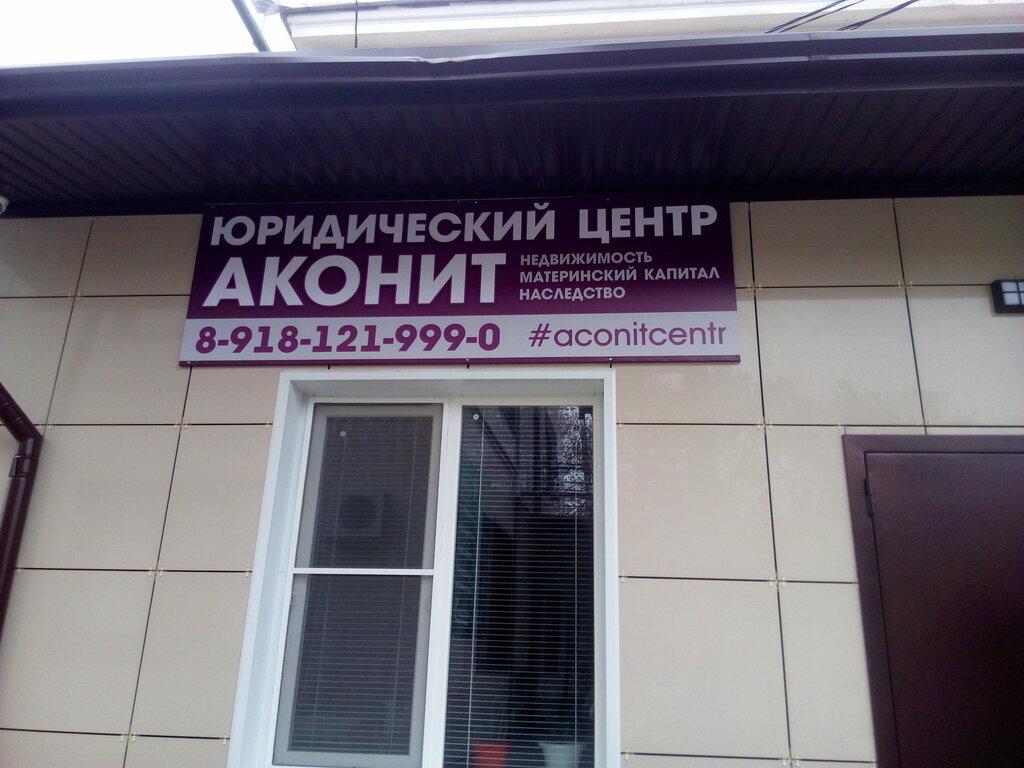 ЮРИДИЧЕСКИЙ ЦЕНТР
АКОНИТ
НЕДВИЖИМОСТЬ
МАТЕРИНСКИЙ КАПИТАЛ
НАСЛЕДСТВО
8-918-121-999-0 #aconitcentr